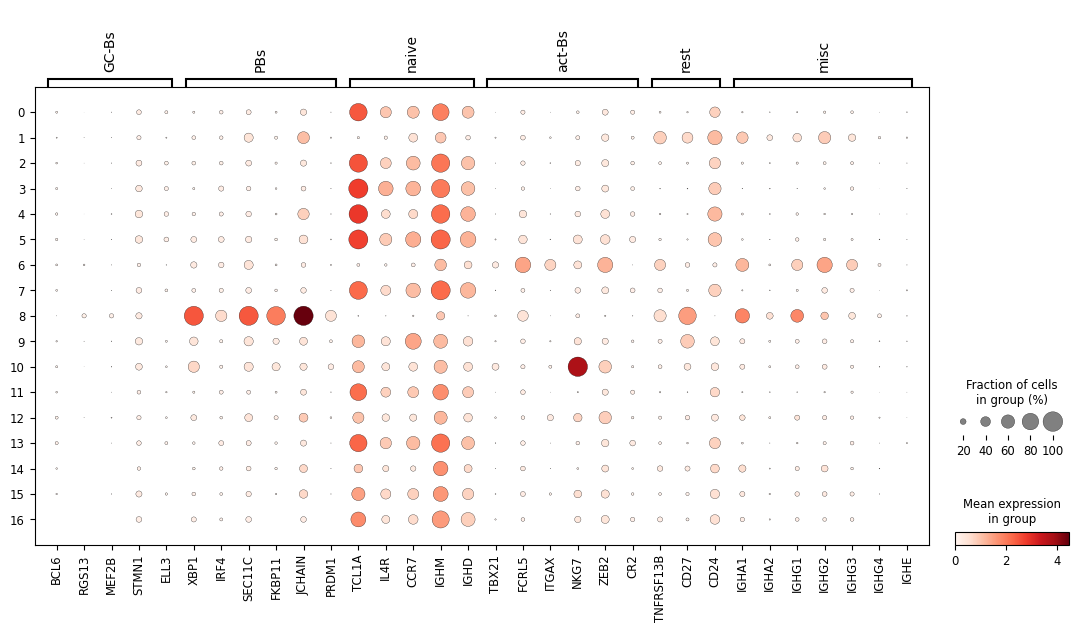 GC-Bs
PBs
naive
act-Bs
rest
misc
0
1
2
3
4
5
6
7
8
9
10
11
12
13
14
15
16
BCL6
RGS13
MEF2B
STMN1
ELL3
XBP1
IRF4
SEC11C
FKBP11
JCHAIN
PRDM1
TCL1A
IL4R
CCR7
IGHM
IGHD
TBX21
FCRL5
ITGAX
NKG7
ZEB2
CR2
TNFRSF13B
CD27
CD24
IGHA1
IGHA2
IGHG1
IGHG2
IGHG3
IGHG4
IGHE
Fraction of cells
in group (%)
20 40 60 80 100
Mean expression
in group
0 2 4